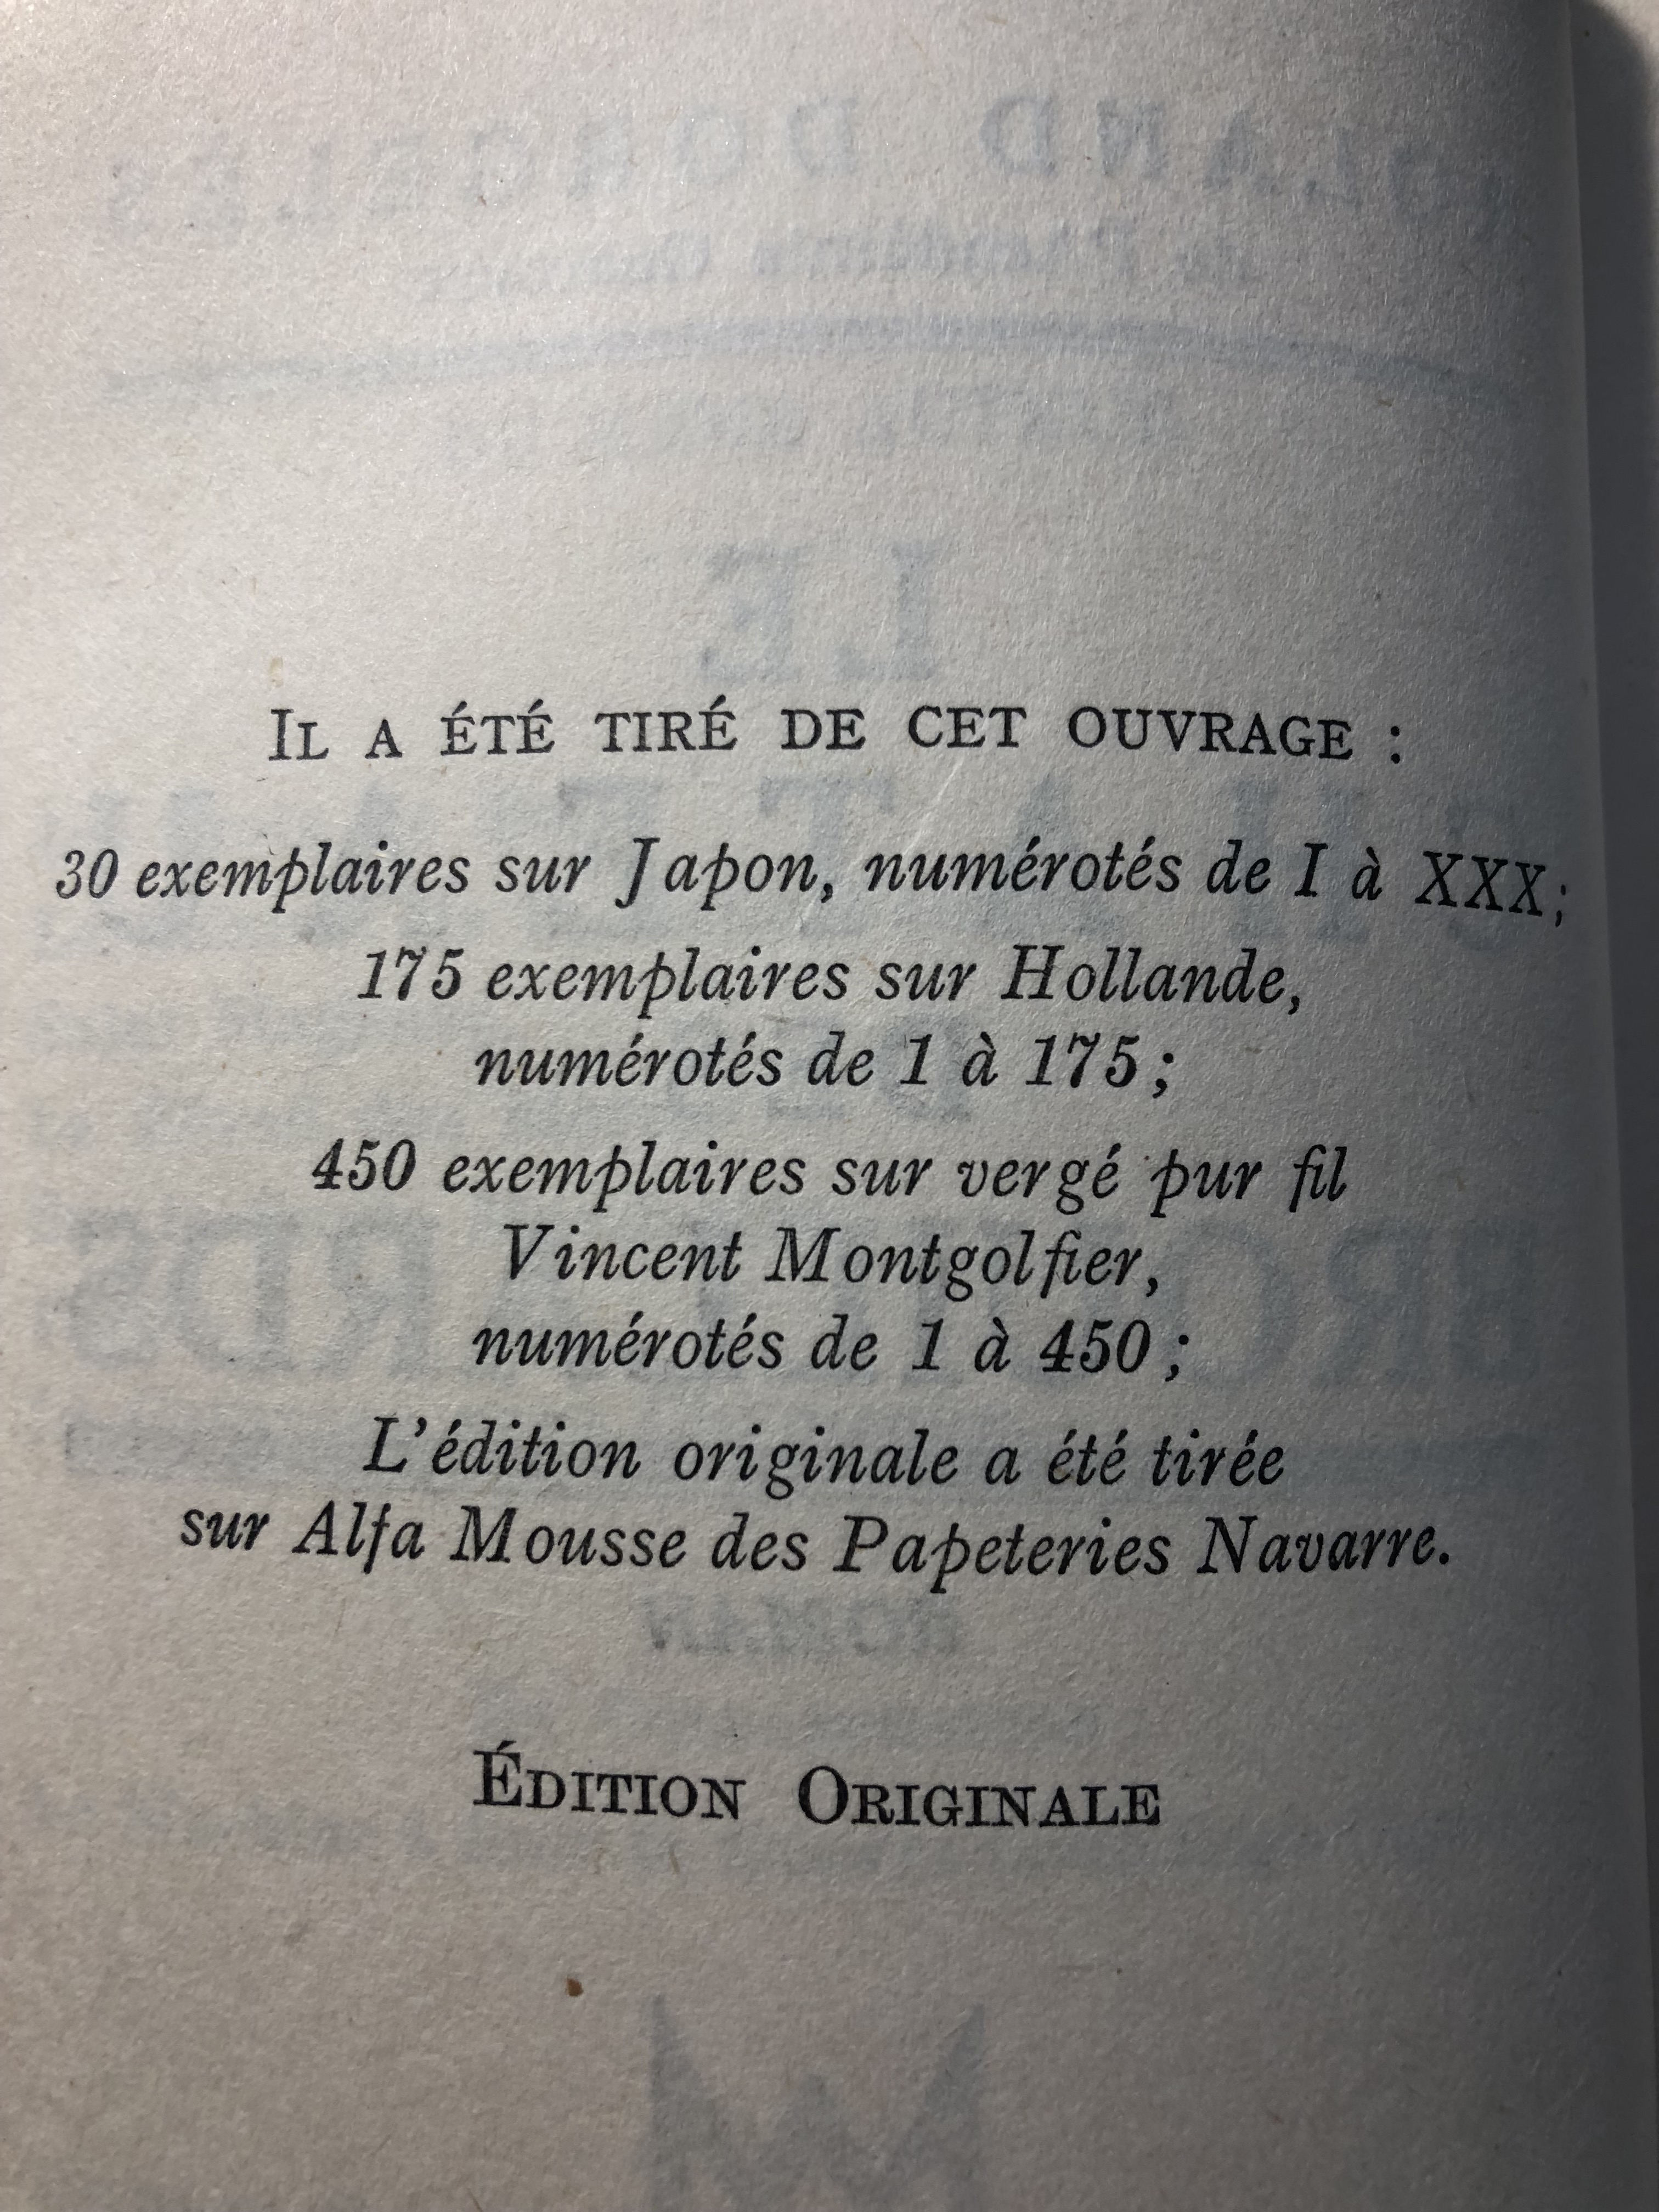 IL A ÉTÉ TIRÉ DE CET OUVRAGE :
30 exemplaires sur Japon, numérotés de I à XXX;
175 exemplaires sur Hollande,
numérotés de 1 à 175 ;
450 exemplaires sur vergé pur fil
Vincent Montgolfier,
numérotés de 1 à 450 ;
L'édition originale a été tirée
sur Alfa Mousse des Papeteries Navarre.
ÉDITION ORIGINALE